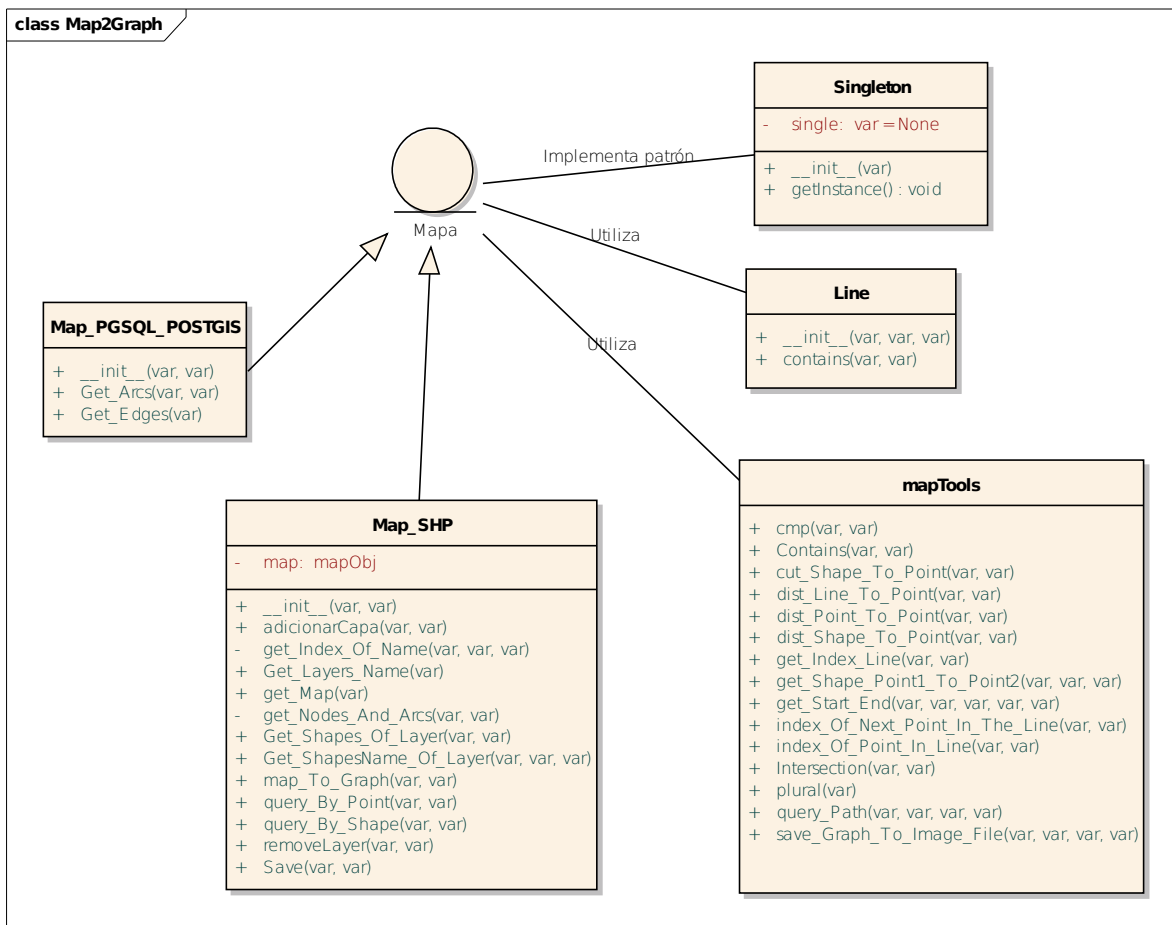 class Map2Graph
Singleton
- single: var = None
+ __init__(var)
+ getInstance() : void
Implementa patrón
Mapa
Utiliza
Line
+ __init__(var, var, var)
+ contains(var, var)
Utiliza
Map_PGSQL_POSTGIS
+ __init__(var, var)
+ Get_Arcs(var, var)
+ Get_Edges(var)
Map_SHP
- map: mapObj
+ __init__(var, var)
+ adicionarCapa(var, var)
- get_Index_Of_Name(var, var, var)
+ Get_Layers_Name(var)
+ get_Map(var)
- get_Nodes_And_Arcs(var, var)
+ Get_Shapes_Of_Layer(var, var)
+ Get_ShapesName_Of_Layer(var, var, var)
+ map_To_Graph(var, var)
+ query_By_Point(var, var)
+ query_By_Shape(var, var)
+ removeLayer(var, var)
+ Save(var, var)
mapTools
+ cmp(var, var)
+ Contains(var, var)
+ cut_Shape_To_Point(var, var)
+ dist_Line_To_Point(var, var)
+ dist_Point_To_Point(var, var)
+ dist_Shape_To_Point(var, var)
+ get_Index_Line(var, var)
+ get_Shape_Point1_To_Point2(var, var, var)
+ get_Start_End(var, var, var, var, var)
+ index_Of_Next_Point_In_The_Line(var, var)
+ index_Of_Point_In_Line(var, var)
+ Intersection(var, var)
+ plural(var)
+ query_Path(var, var, var, var)
+ save_Graph_To_Image_File(var, var, var, var)